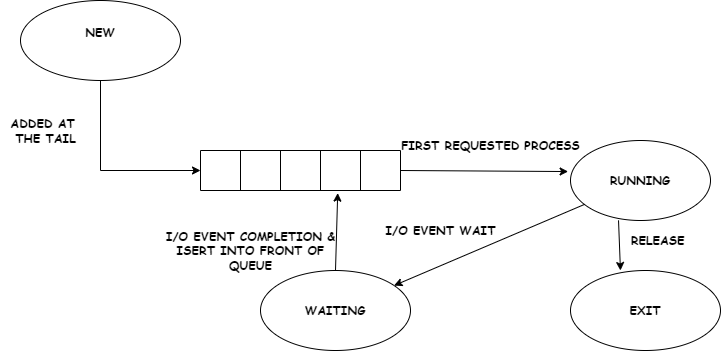 NEW
ADDED AT
THE TAIL
FIRST REQUESTED PROCESS
RUNNING
I/O EVENT COMPLETION &
ISERT INTO FRONT OF
QUEUE
I/O EVENT WAIT
RELEASE
WAITING
EXIT